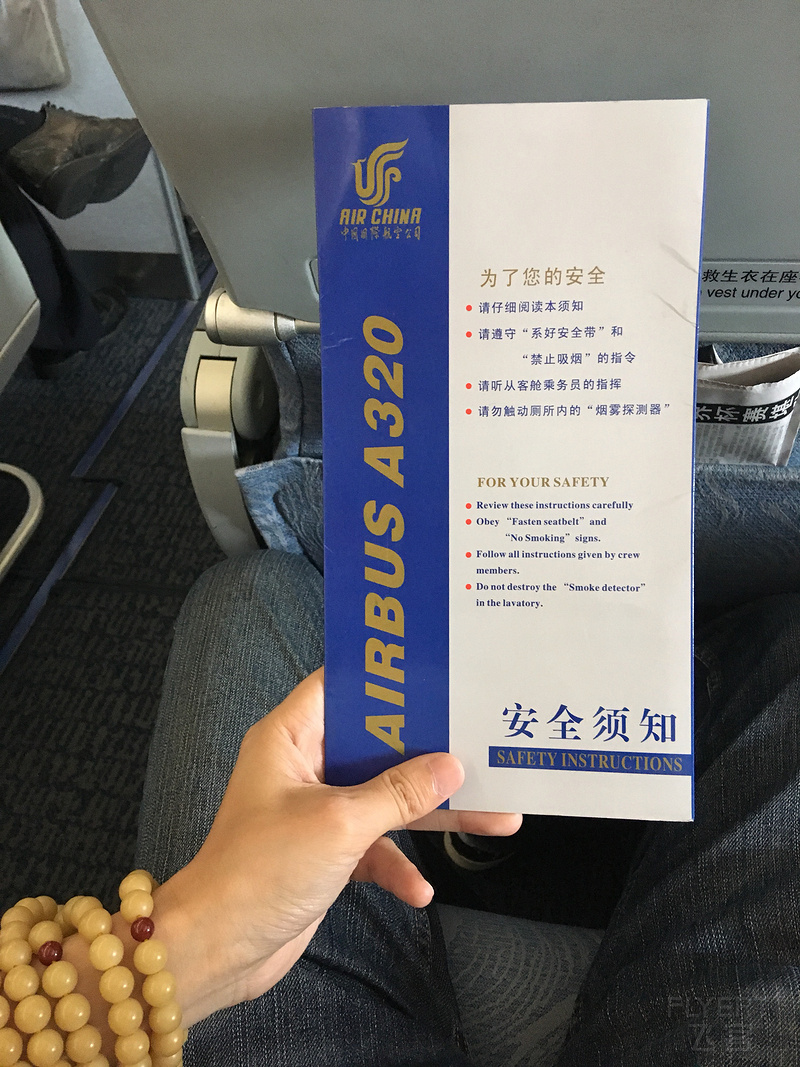 AIR CHINA
中国国际航空公司
AIRBUS A320
为了您的安全
● 请仔细阅读本须知
● 请遵守“系好安全带”和
“禁止吸烟”的指令
● 请听从客舱乘务员的指挥
● 请勿触动厕所内的“烟雾探测器”
FOR YOUR SAFETY
● Review these instructions carefully
● Obey “Fasten seatbelt” and
“No Smoking” signs.
● Follow all instructions given by crew
members.
● Do not destroy the “Smoke detector”
in the lavatory.
安全须知
SAFETY INSTRUCTIONS
救生衣在座
vest under yo
FLYERT
飞客